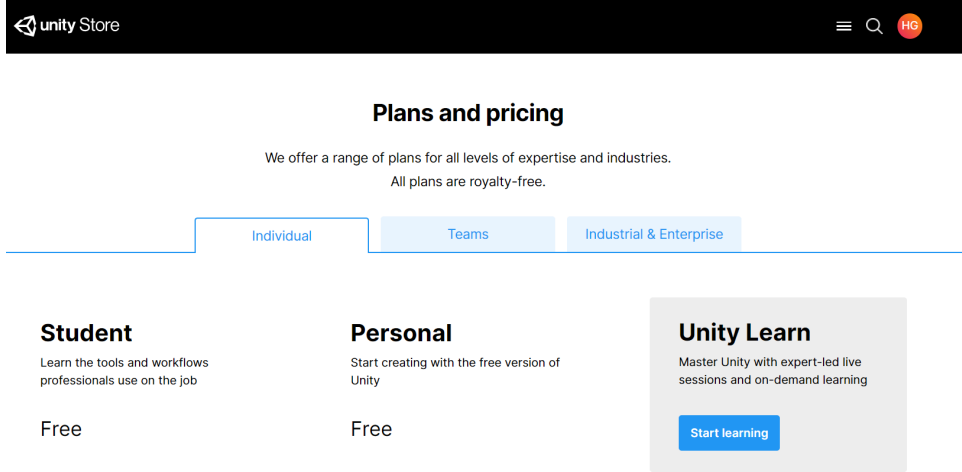 unity Store
HG
Plans and pricing
We offer a range of plans for all levels of expertise and industries.
All plans are royalty-free.
Individual
Teams
Industrial & Enterprise
Student
Learn the tools and workflows
professionals use on the job
Free
Personal
Start creating with the free version of
Unity
Free
Unity Learn
Master Unity with expert-led live
sessions and on-demand learning
Start learning